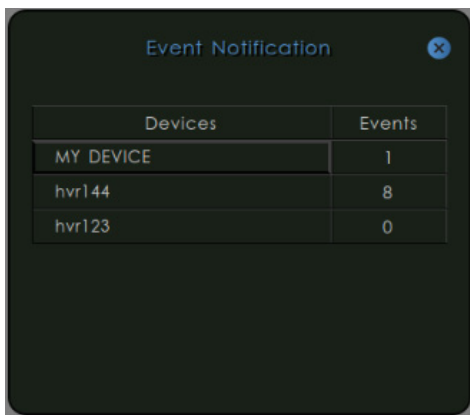 Event Notification
Devices Events
MY DEVICE 1
hvr144 8
hvr123 0